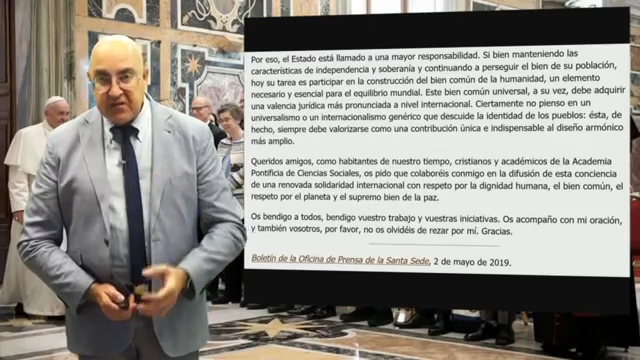 Por eso, el Estado está llamado a una mayor responsabilidad. Si bien manteniendo las
características de independencia y soberanía y continuando a perseguir el bien de su población,
hoy su tarea es participar en la construcción del bien común de la humanidad, un elemento
necesario y esencial para el equilibrio mundial. Este bien común universal, a su vez, debe adquirir
una valencia jurídica más pronunciada a nivel internacional. Ciertamente no pienso en un
universalismo o un internacionalismo genérico que descuide la identidad de los pueblos: ésta, de
hecho, siempre debe valorizarse como una contribución única e indispensable al diseño armónico
más amplio.
Queridos amigos, como habitantes de nuestro tiempo, cristianos y académicos de la Academia
Pontificia de Ciencias Sociales, os pido que colaboréis conmigo en la difusión de esta conciencia
de una renovada solidaridad internacional con respeto por la dignidad humana, el bien común, el
respeto por el planeta y el supremo bien de la paz.
Os bendigo a todos, bendigo vuestro trabajo y vuestras iniciativas. Os acompaño con mi oración,
y también vosotros, por favor, no os olvidéis de rezar por mí. Gracias.
Boletín de la Oficina de Prensa de la Santa Sede, 2 de mayo de 2019.